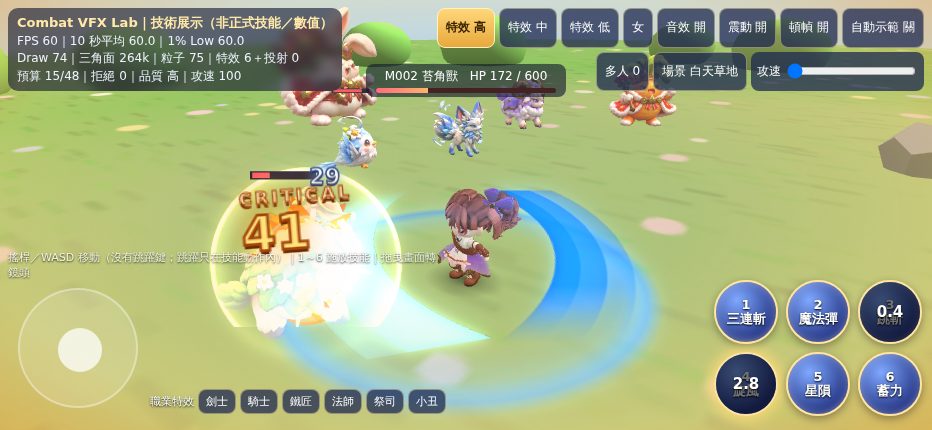 Combat VFX Lab｜技術展示（非正式技能／數值）
FPS 60｜10 秒平均 60.0｜1% Low 60.0
Draw 74｜三角面 264k｜粒子 75｜特效 6＋投射 0
預算 15/48｜拒絕 0｜品質 高｜攻速 100
特效 高
特效 中
特效 低
女
音效 開
震動 開
頓幀 開
自動示範 關
多人 0
場景 白天草地
攻速
M002 苔角獸 HP 172 / 600
29
CRITICAL
41
搖桿／WASD 移動（沒有跳躍鍵；跳躍只在技能動作內）｜1~6 施放技能｜拖曳畫面轉
鏡頭
1
三連斬
2
魔法彈
3
跳斬
0.4
4
旋風
2.8
5
星隕
6
蓄力
職業特效
劍士
騎士
鐵匠
法師
祭司
小丑